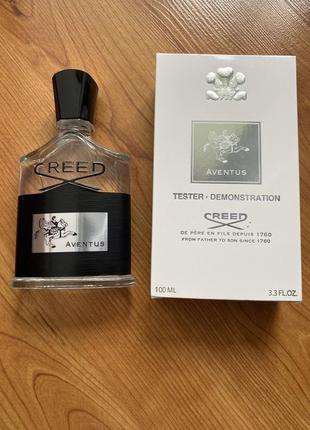 CREED
AVENTUS
AVENTUS
TESTER - DEMONSTRATION
CREED
DE PÈRE EN FILS DEPUIS 1760
FROM FATHER TO SON SINCE 1760
100 ML 3.3 FL.OZ.